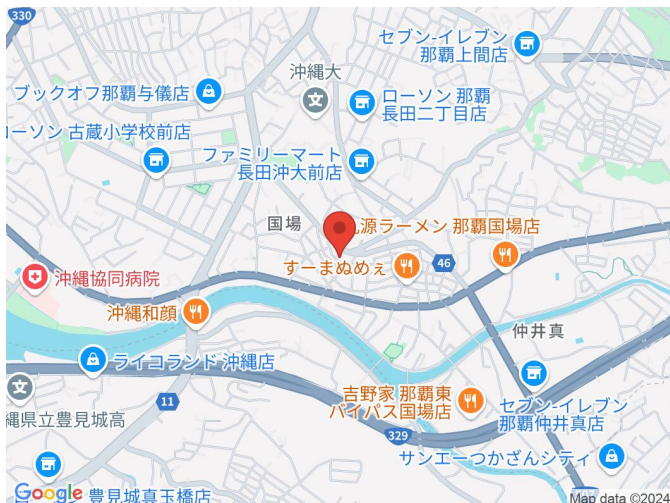 330
セブン-イレブン
那覇上間店
沖縄大
文
ブックオフ那覇与儀店
ローソン 那覇
長田二丁目店
ローソン 古蔵小学校前店
ファミリーマート
長田沖大前店
国場
丸源ラーメン 那覇国場店
すーまぬめぇ
46
沖縄協同病院
沖縄和顔
仲井真
ライコランド 沖縄店
文
縄県立豊見城高
11
吉野家 那覇東
バイパス国場店
セブン-イレブン
那覇仲井真店
329
サンエーつかざんシティ
Google
豊見城真玉橋店
Map data ©2024